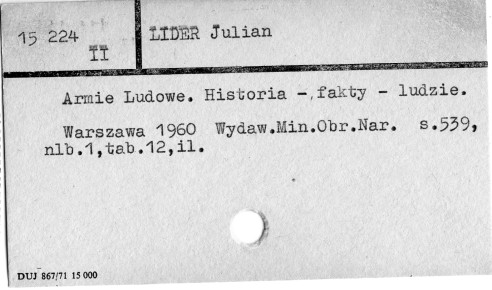 15 224
II
LIDER Julian
Armie Ludowe. Historia - fakty - ludzie.
Warszawa 1960 Wydaw.Min.Obr.Nar. s.539,
nlb.1,tab.12,il.
DUJ 867/71 15 000